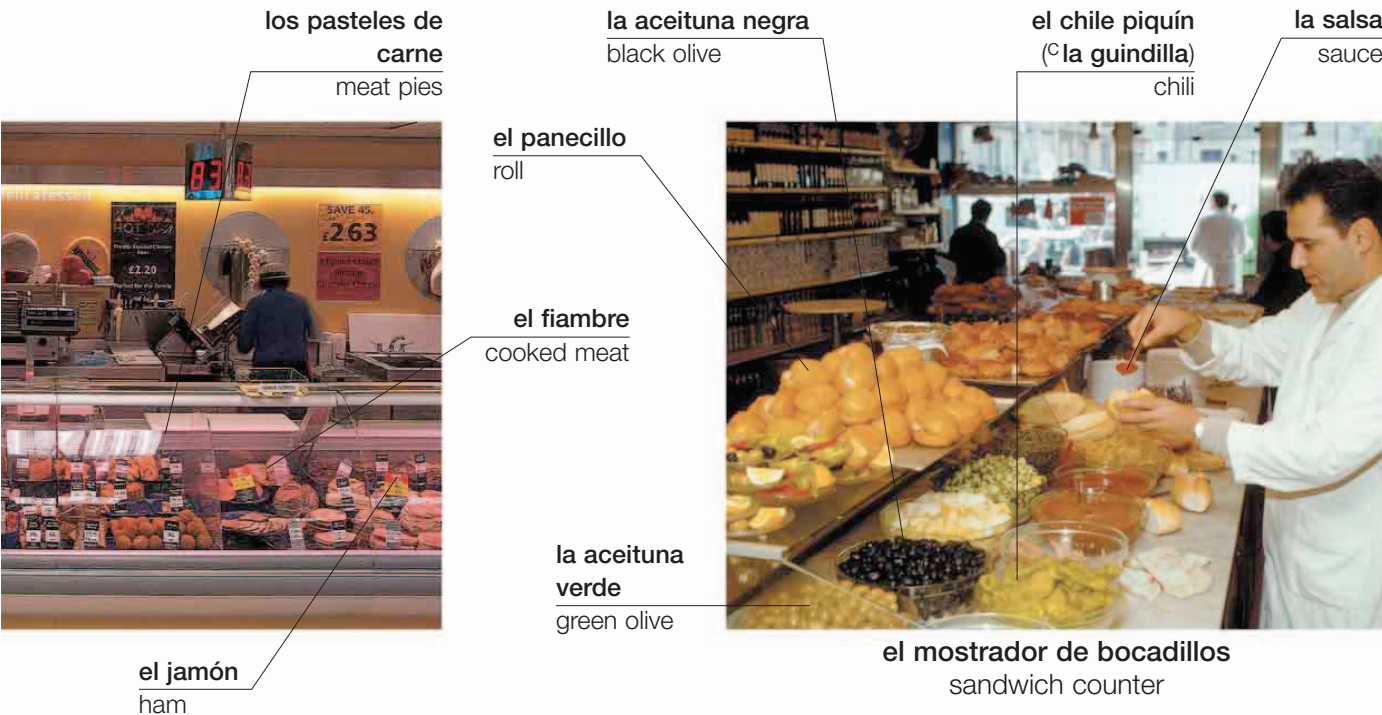 los pasteles de
carne
meat pies
la aceituna negra
black olive
el chile piquín
(ᶜla guindilla)
chili
la salsa
sauce
el panecillo
roll
el fiambre
cooked meat
la aceituna
verde
green olive
el jamón
ham
el mostrador de bocadillos
sandwich counter
delicatessen
83
HOT
£2.20
SAVE 45
£2.63